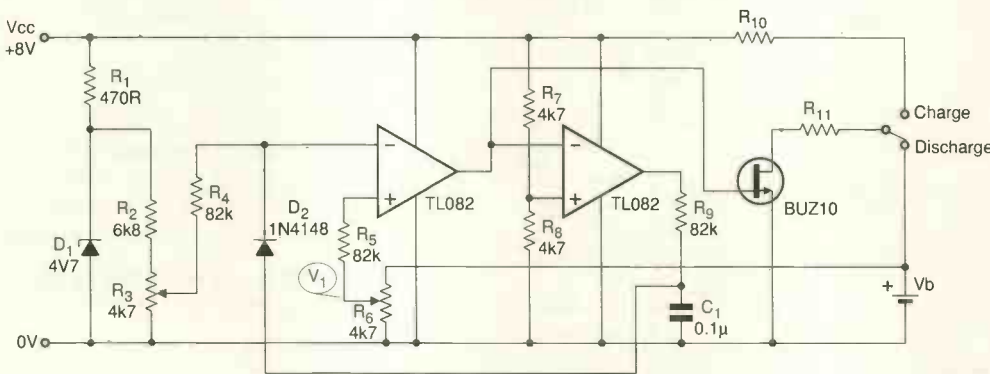 Vcc
+8V
R1
470R
R2
6k8
D1
4V7
R3
4k7
0V
R4
82k
D2
1N4148
R5
82k
V1
R6
4k7
−
+
TL082
R7
4k7
R8
4k7
−
+
TL082
R9
82k
C1
0.1µ
R10
R11
Charge
Discharge
BUZ10
+
Vb